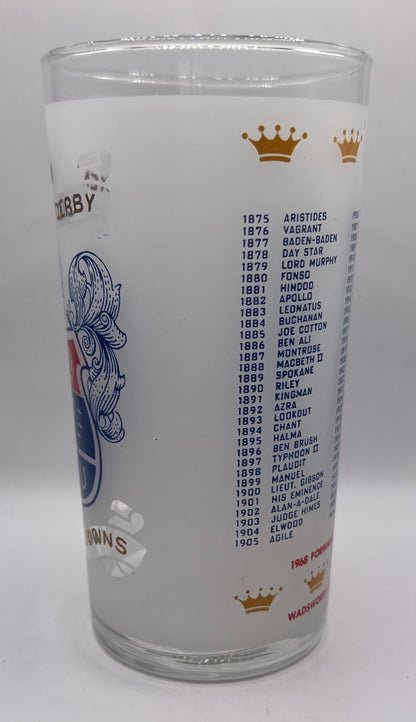 DERBY
DOWNS
1875 ARISTIDES
1876 VAGRANT
1877 BADEN-BADEN
1878 DAY STAR
1879 LORD MURPHY
1880 FONSO
1881 HINDOO
1882 APOLLO
1883 LEONATUS
1884 BUCHANAN
1885 JOE COTTON
1886 BEN ALI
1887 MONTROSE
1888 MACBETH II
1889 SPOKANE
1890 RILEY
1891 KINGMAN
1892 AZRA
1893 LOOKOUT
1894 CHANT
1895 HALMA
1896 BEN BRUSH
1897 TYPHOON II
1898 PLAUDIT
1899 MANUEL
1900 LIEUT. GIBSON
1901 HIS EMINENCE
1902 ALAN-A-DALE
1903 JUDGE HIMES
1904 ELWOOD
1905 AGILE
1968 FORWAR
WADSWORTH